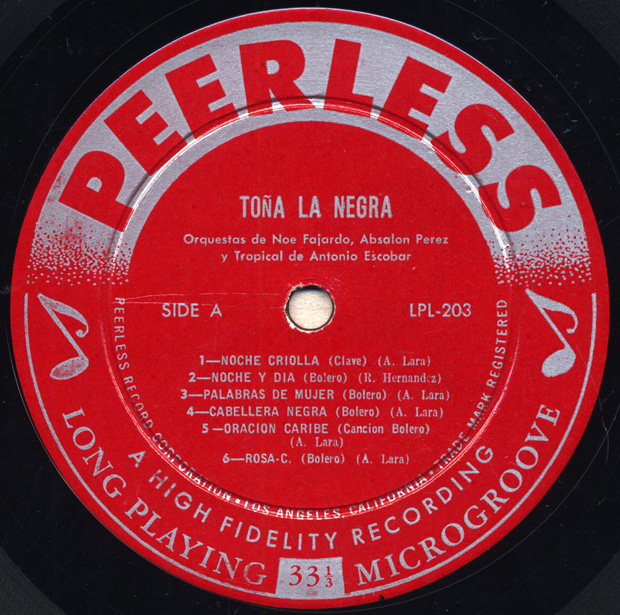 PEERLESS
TOÑA LA NEGRA
Orquestas de Noe Fajardo, Absalon Perez
y Tropical de Antonio Escobar
SIDE A
LPL-203
1—NOCHE CRIOLLA (Clave) (A. Lara)
2—NOCHE Y DIA (Bolero) (R. Hernandez)
3—PALABRAS DE MUJER (Bolero) (A. Lara)
4—CABELLERA NEGRA (Bolero) (A. Lara)
5—ORACION CARIBE (Cancion Bolero)
(A. Lara)
6—ROSA-C. (Bolero) (A. Lara)
PEERLESS RECORD CORPORATION • LOS ANGELES, CALIFORNIA • TRADE MARK REGISTERED
A HIGH FIDELITY RECORDING
LONG PLAYING 33 1/3 MICROGROOVE